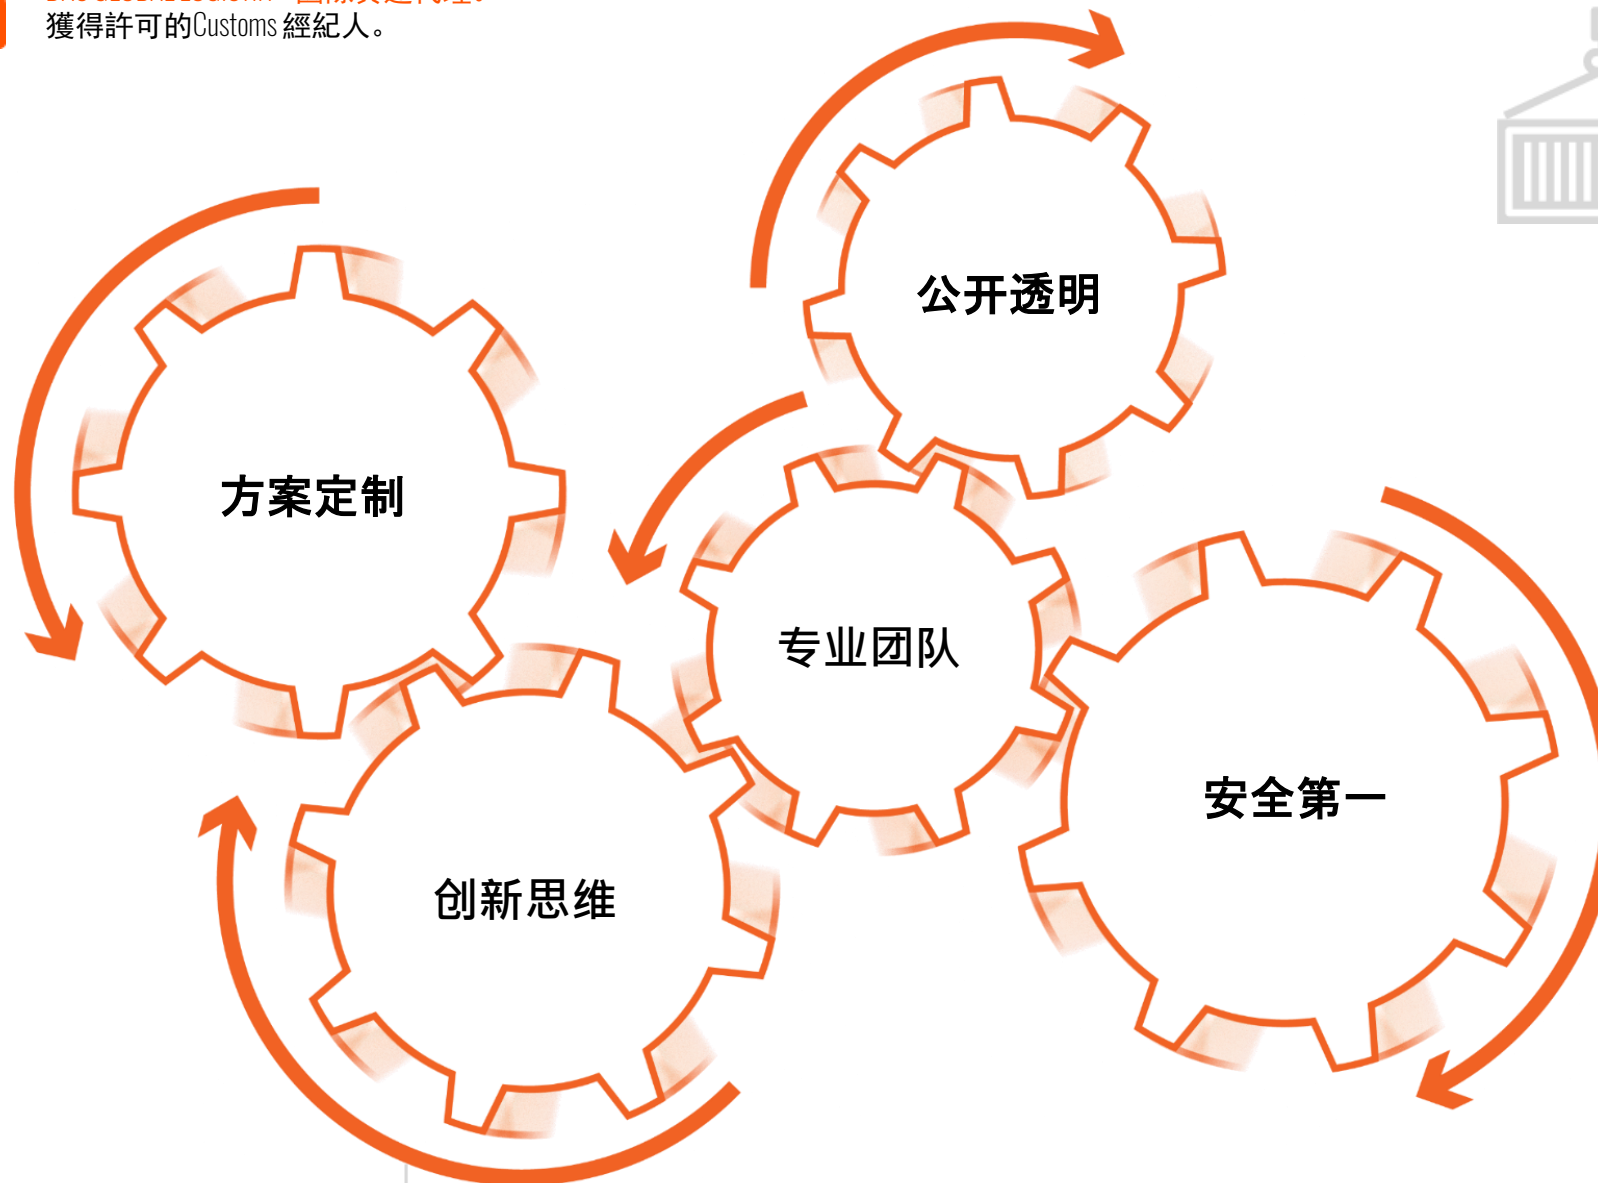 獲得許可的Customs 經紀人。
公开透明
方案定制
专业团队
安全第一
创新思维